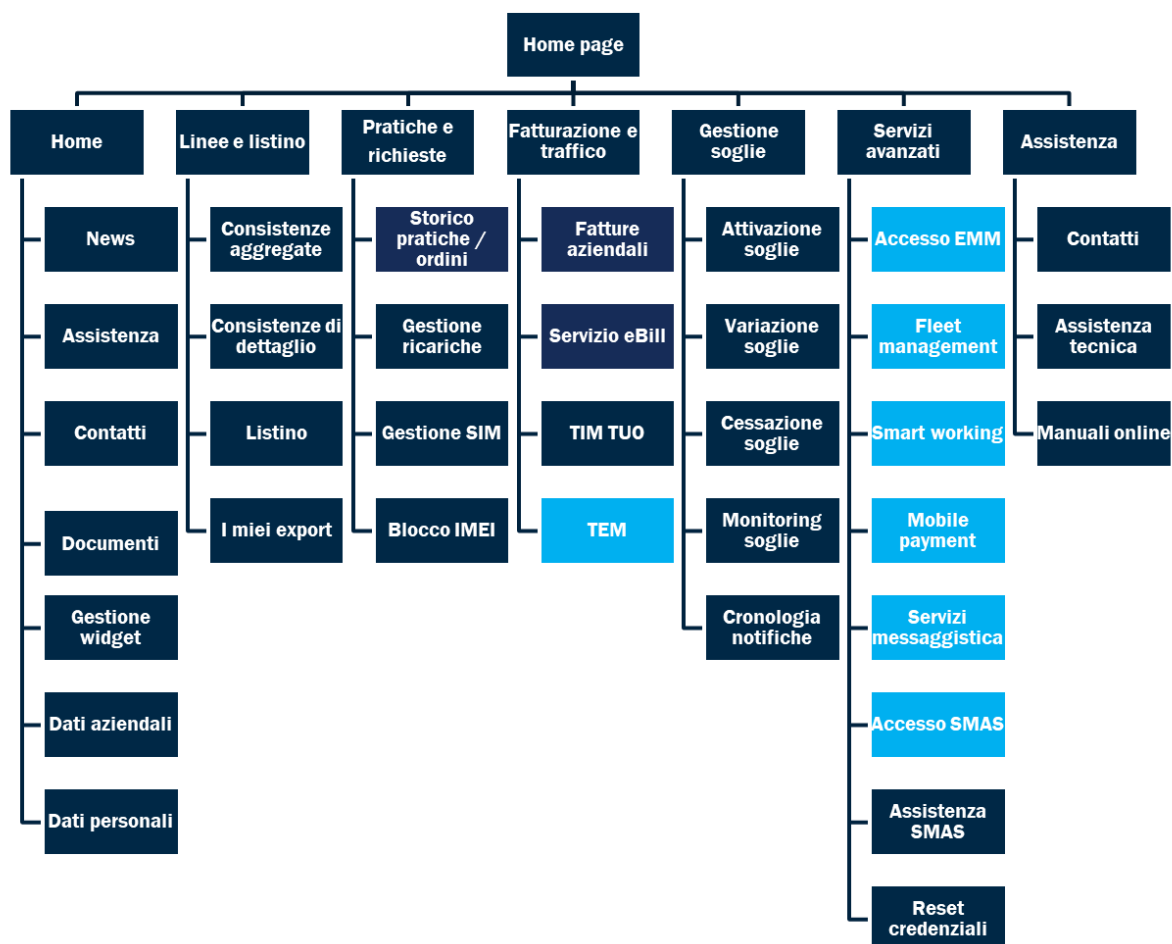 Home page
Home
Linee e listino
Pratiche e
richieste
Fatturazione e
traffico
Gestione
soglie
Servizi
avanzati
Assistenza
News
Assistenza
Contatti
Documenti
Gestione
widget
Dati aziendali
Dati personali
Consistenze
aggregate
Consistenze di
dettaglio
Listino
I miei export
Storico
pratiche /
ordini
Gestione
ricariche
Gestione SIM
Blocco IMEI
Fatture
aziendali
Servizio eBill
TIM TUO
TEM
Attivazione
soglie
Variazione
soglie
Cessazione
soglie
Monitoring
soglie
Cronologia
notifiche
Accesso EMM
Fleet
management
Smart working
Mobile
payment
Servizi
messaggistica
Accesso SMAS
Assistenza
SMAS
Reset
credenziali
Contatti
Assistenza
tecnica
Manuali online